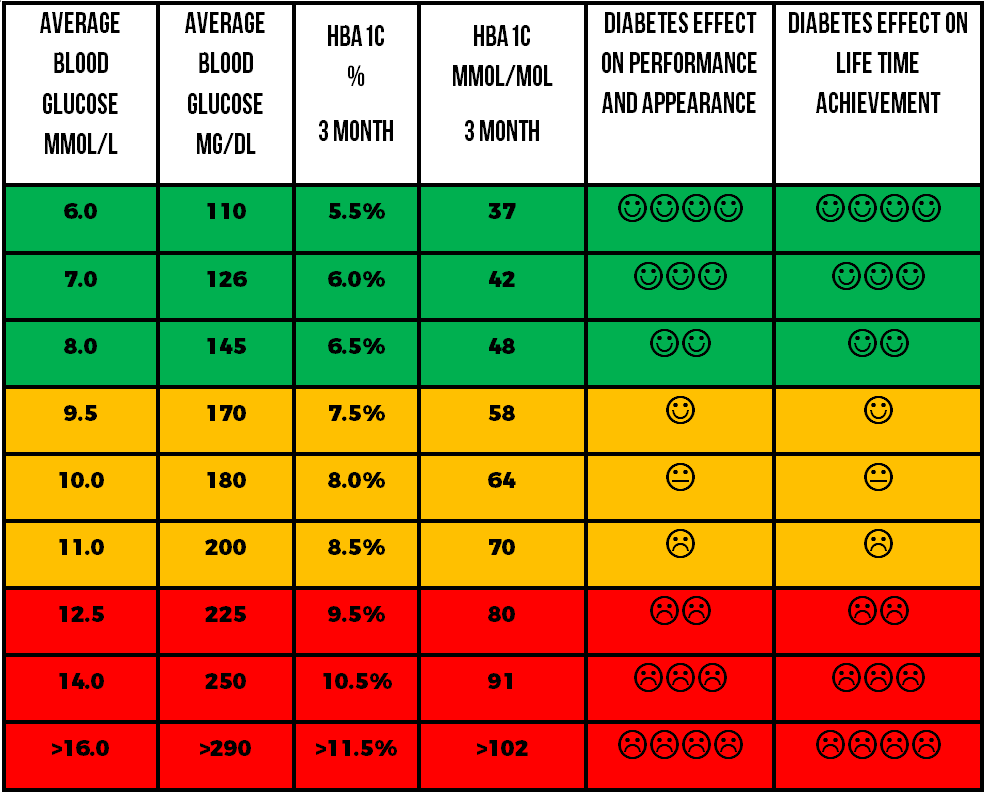 AVERAGE BLOOD GLUCOSE MMOL/L
AVERAGE BLOOD GLUCOSE MG/DL
HBA 1C % 3 MONTH
HBA 1C MMOL/MOL 3 MONTH
DIABETES EFFECT ON PERFORMANCE AND APPEARANCE
DIABETES EFFECT ON LIFE TIME ACHIEVEMENT
6.0 110 5.5% 37
7.0 126 6.0% 42
8.0 145 6.5% 48
9.5 170 7.5% 58
10.0 180 8.0% 64
11.0 200 8.5% 70
12.5 225 9.5% 80
14.0 250 10.5% 91
>16.0 >290 >11.5% >102